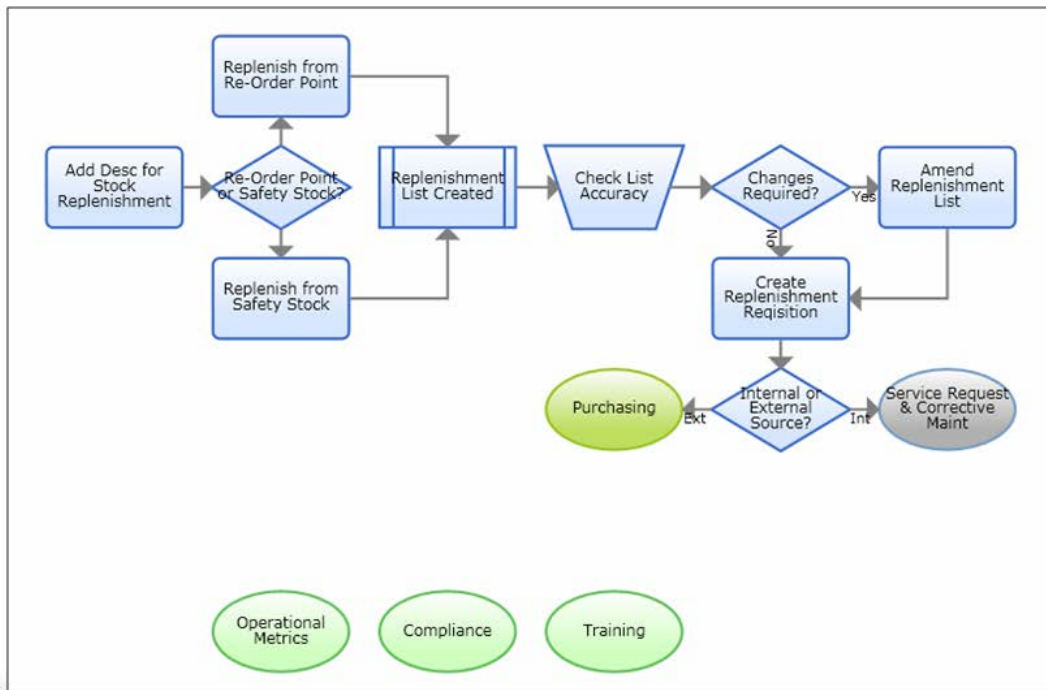 Replenish from
Re-Order Point
Add Desc for
Stock
Replenishment
Re-Order Point
or Safety Stock?
Replenishment
List Created
Check List
Accuracy
Changes
Required?
Yes
Amend
Replenishment
List
No
Replenish from
Safety Stock
Create
Replenishment
Reqisition
Purchasing
Ext
Internal or
External
Source?
Int
Service Request
& Corrective
Maint
Operational
Metrics
Compliance
Training